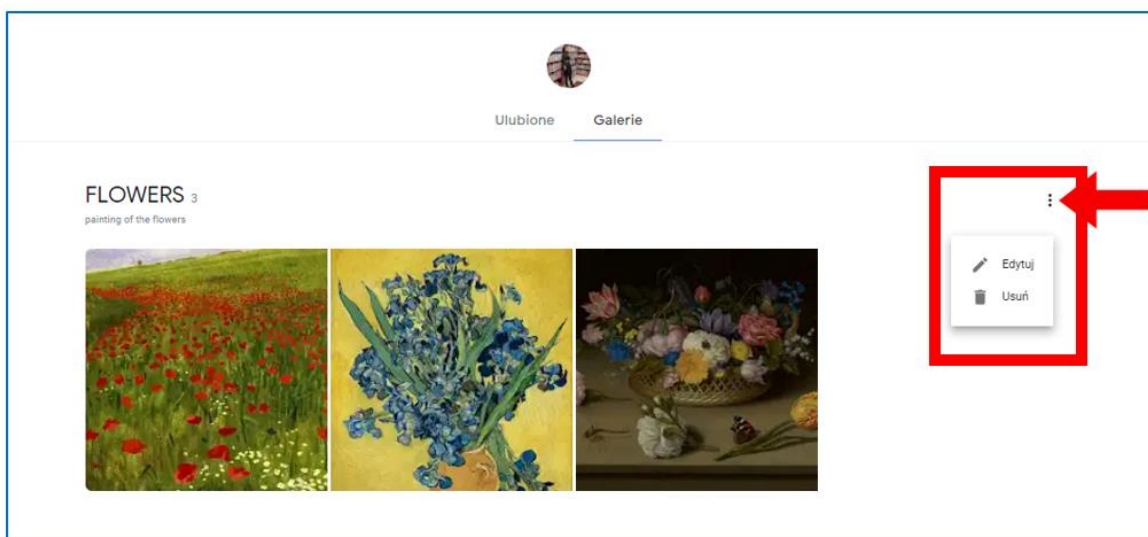 Ulubione Galerie
FLOWERS 3
painting of the flowers
Edytuj
Usuń